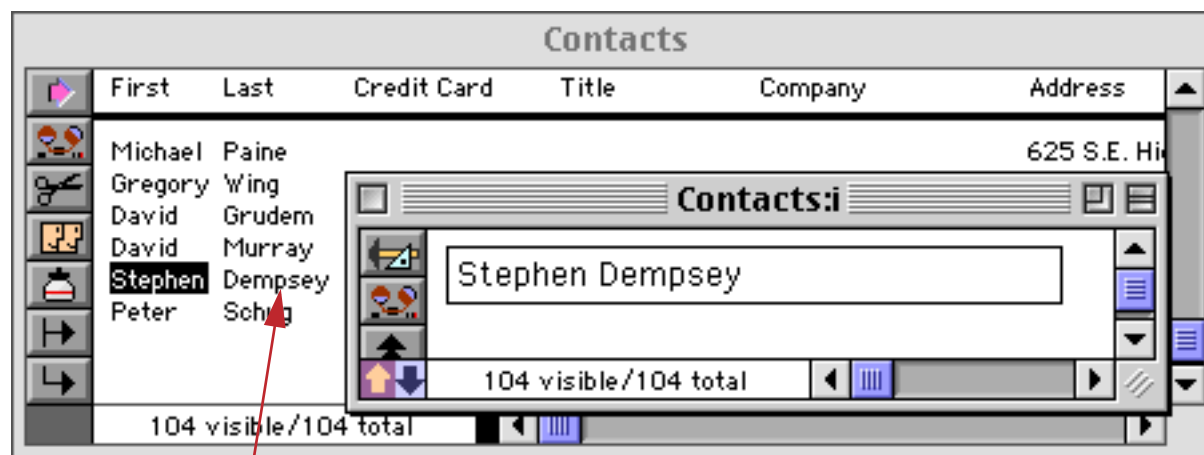 Contacts
First Last Credit Card Title Company Address
Michael Paine 625 S.E.
Gregory Wing
David Grudem
David Murray
Stephen Dempsey
Peter Schug
104 visible/104 total
Contacts:i
Stephen Dempsey
104 visible/104 total